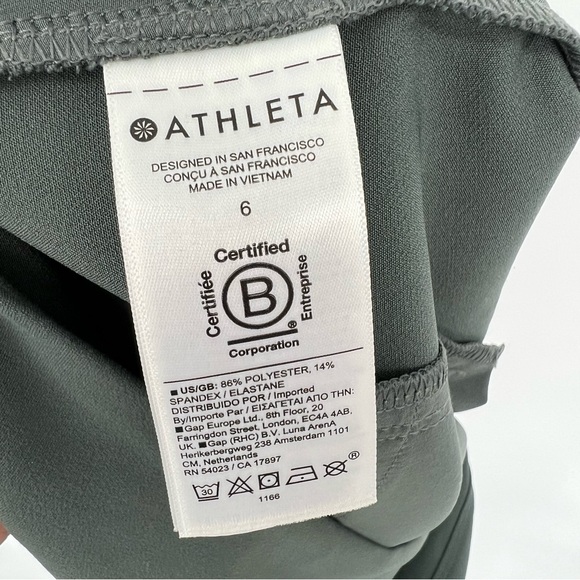 ATHLETA
DESIGNED IN SAN FRANCISCO
CONÇU À SAN FRANCISCO
MADE IN VIETNAM
6
Certified
Certifiée
B
Entreprise
®
Corporation
■ US/GB: 86% POLYESTER, 14%
SPANDEX / ELASTANE
DISTRIBUIDO POR / Imported
By/Importe Par / ΕΙΣΑΓΕΤΑΙ ΑΠΟ ΤΗΝ:
■ Gap Europe Ltd., 8th Floor, 20
Farringdon Street, London, EC4A 4AB.
UK. ■ Gap (RHC) B.V. Luna ArenA
Herikerbergweg 238 Amsterdam 1101
CM, Netherlands
RN 54023 / CA 17897
30 ®
1166